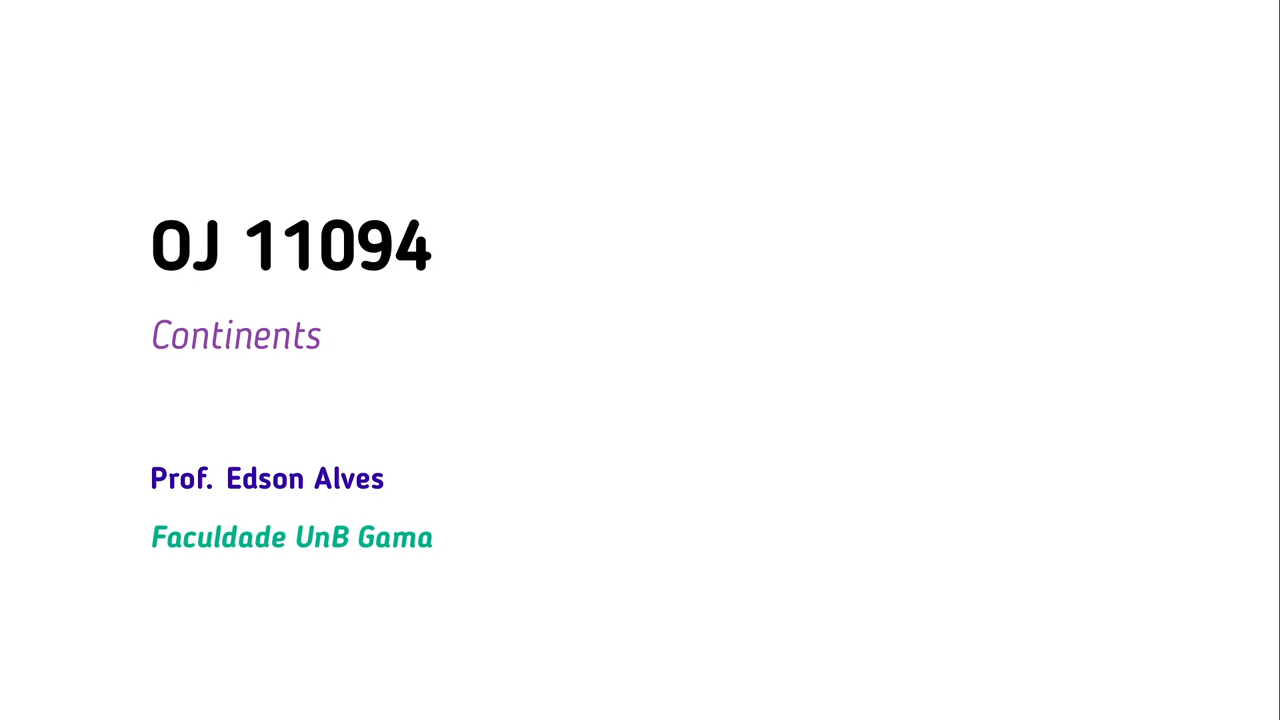 OJ 11094
Continents
Prof. Edson Alves
Faculdade UnB Gama